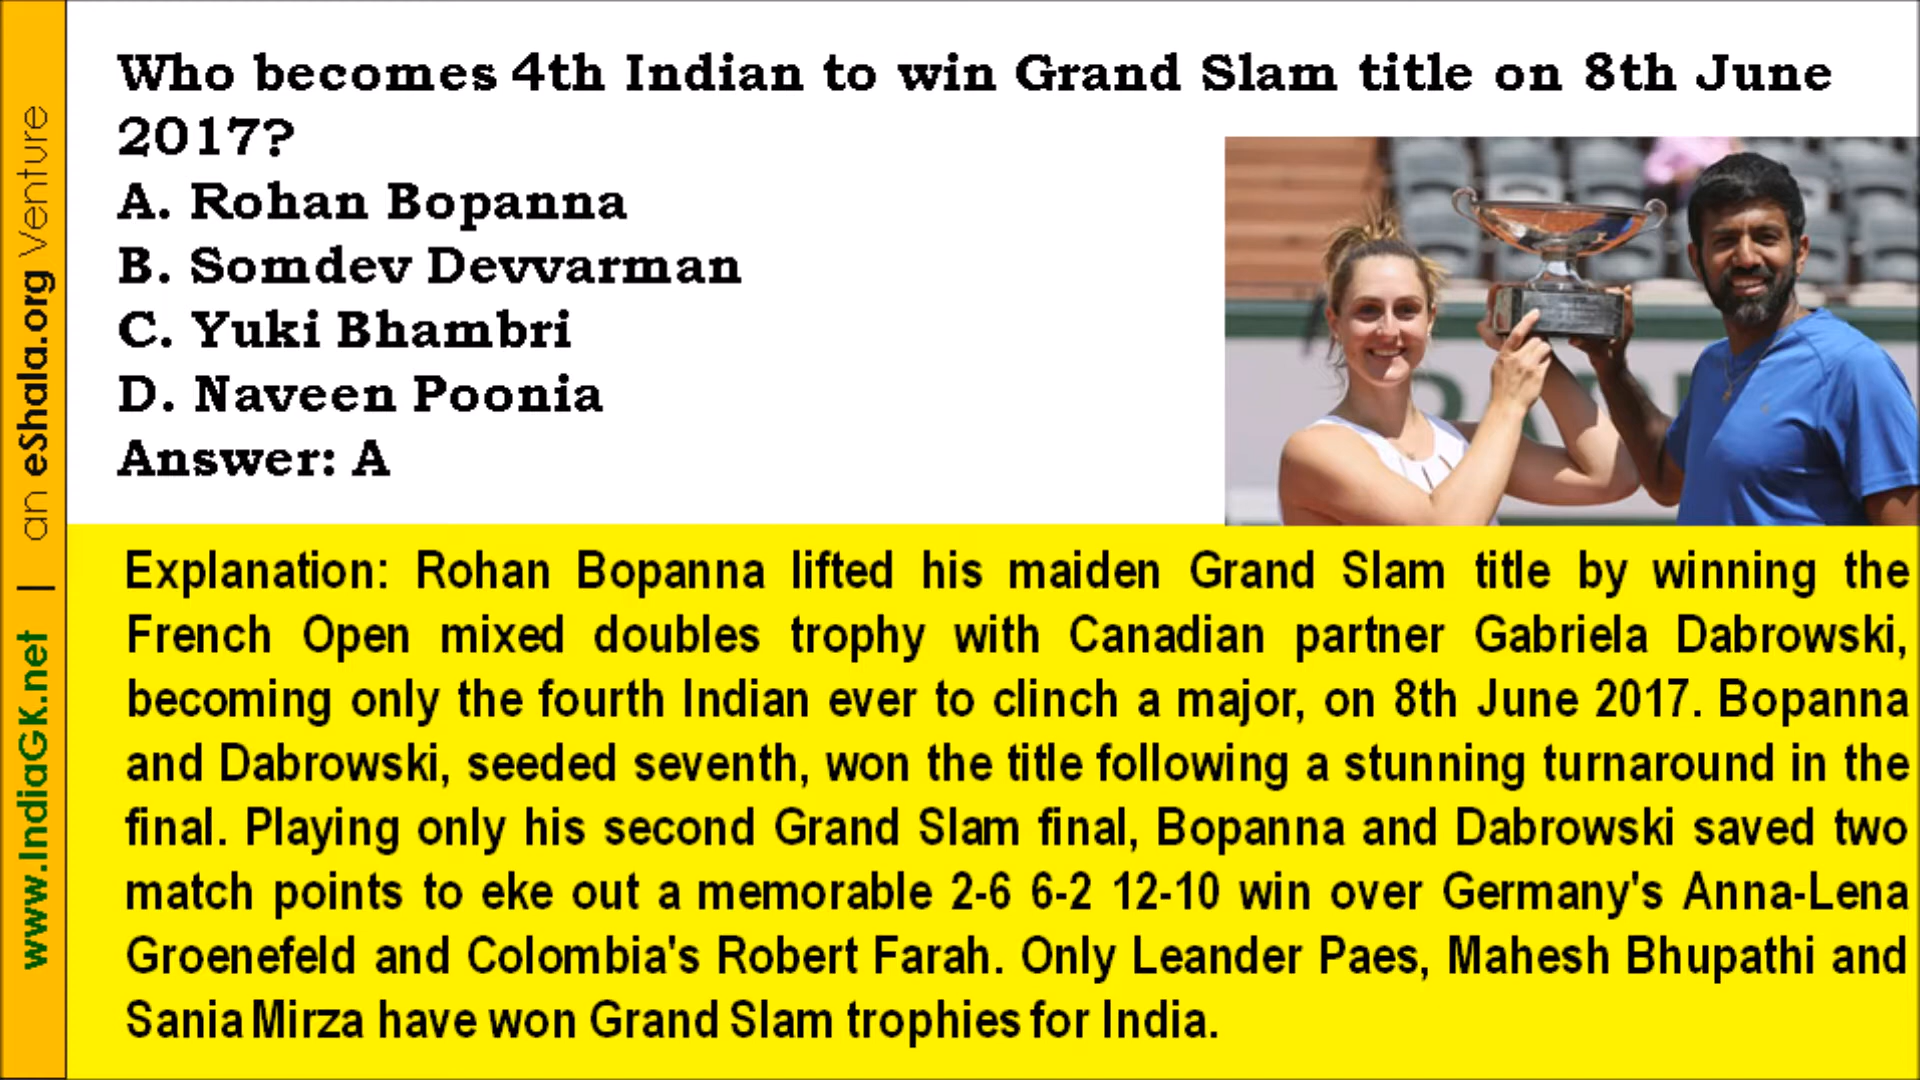 Who becomes 4th Indian to win Grand Slam title on 8th June
2017?
A. Rohan Bopanna
B. Somdev Devvarman
C. Yuki Bhambri
D. Naveen Poonia
Answer: A
Explanation: Rohan Bopanna lifted his maiden Grand Slam title by winning the
French Open mixed doubles trophy with Canadian partner Gabriela Dabrowski,
becoming only the fourth Indian ever to clinch a major, on 8th June 2017. Bopanna
and Dabrowski, seeded seventh, won the title following a stunning turnaround in the
final. Playing only his second Grand Slam final, Bopanna and Dabrowski saved two
match points to eke out a memorable 2-6 6-2 12-10 win over Germany's Anna-Lena
Groenefeld and Colombia's Robert Farah. Only Leander Paes, Mahesh Bhupathi and
Sania Mirza have won Grand Slam trophies for India.
www.IndiaGK.net | an eShala.org Venture